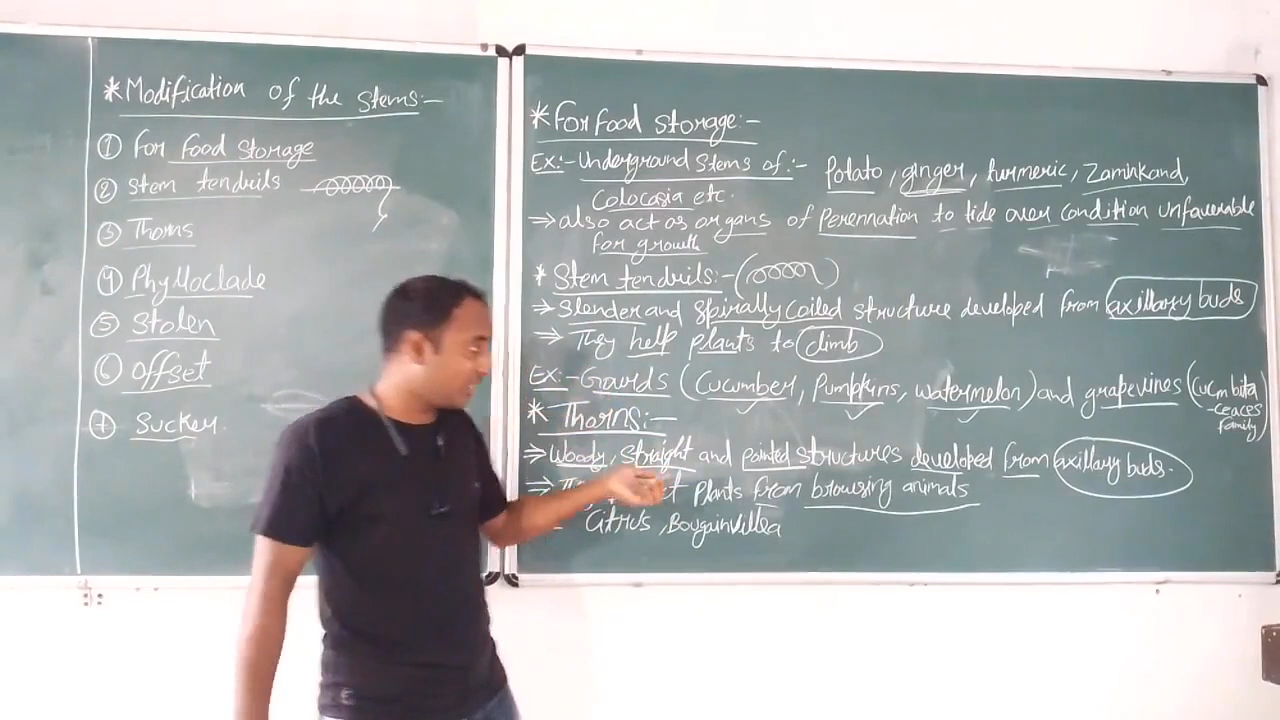 *Modification of the Stems:-
① For Food Storage
② Stem tendrils
③ Thorns
④ Phylloclade
⑤ Stolen
⑥ Offset
⑦ Sucker.
*For Food Storage:-
Ex:- Underground Stems of:- Potato, ginger, turmeric, Zaminkand,
Colocasia etc.
⇒ also act as organs of Perennation to tide over Condition Unfavorable
for growth
* Stem tendrils:-
⇒ Slender and Spirally Coiled structure developed from axillary buds
⇒ They help plants to climb
Ex:- Gourds (Cucumber, Pumpkins, watermelon) and grapevines (Cucmbita
-ceaces
family)
* Thorns:-
⇒ Woody, Straight and pointed structures developed from axillary buds.
⇒ Plants from browsing animals
Citrus, Bougainvillea